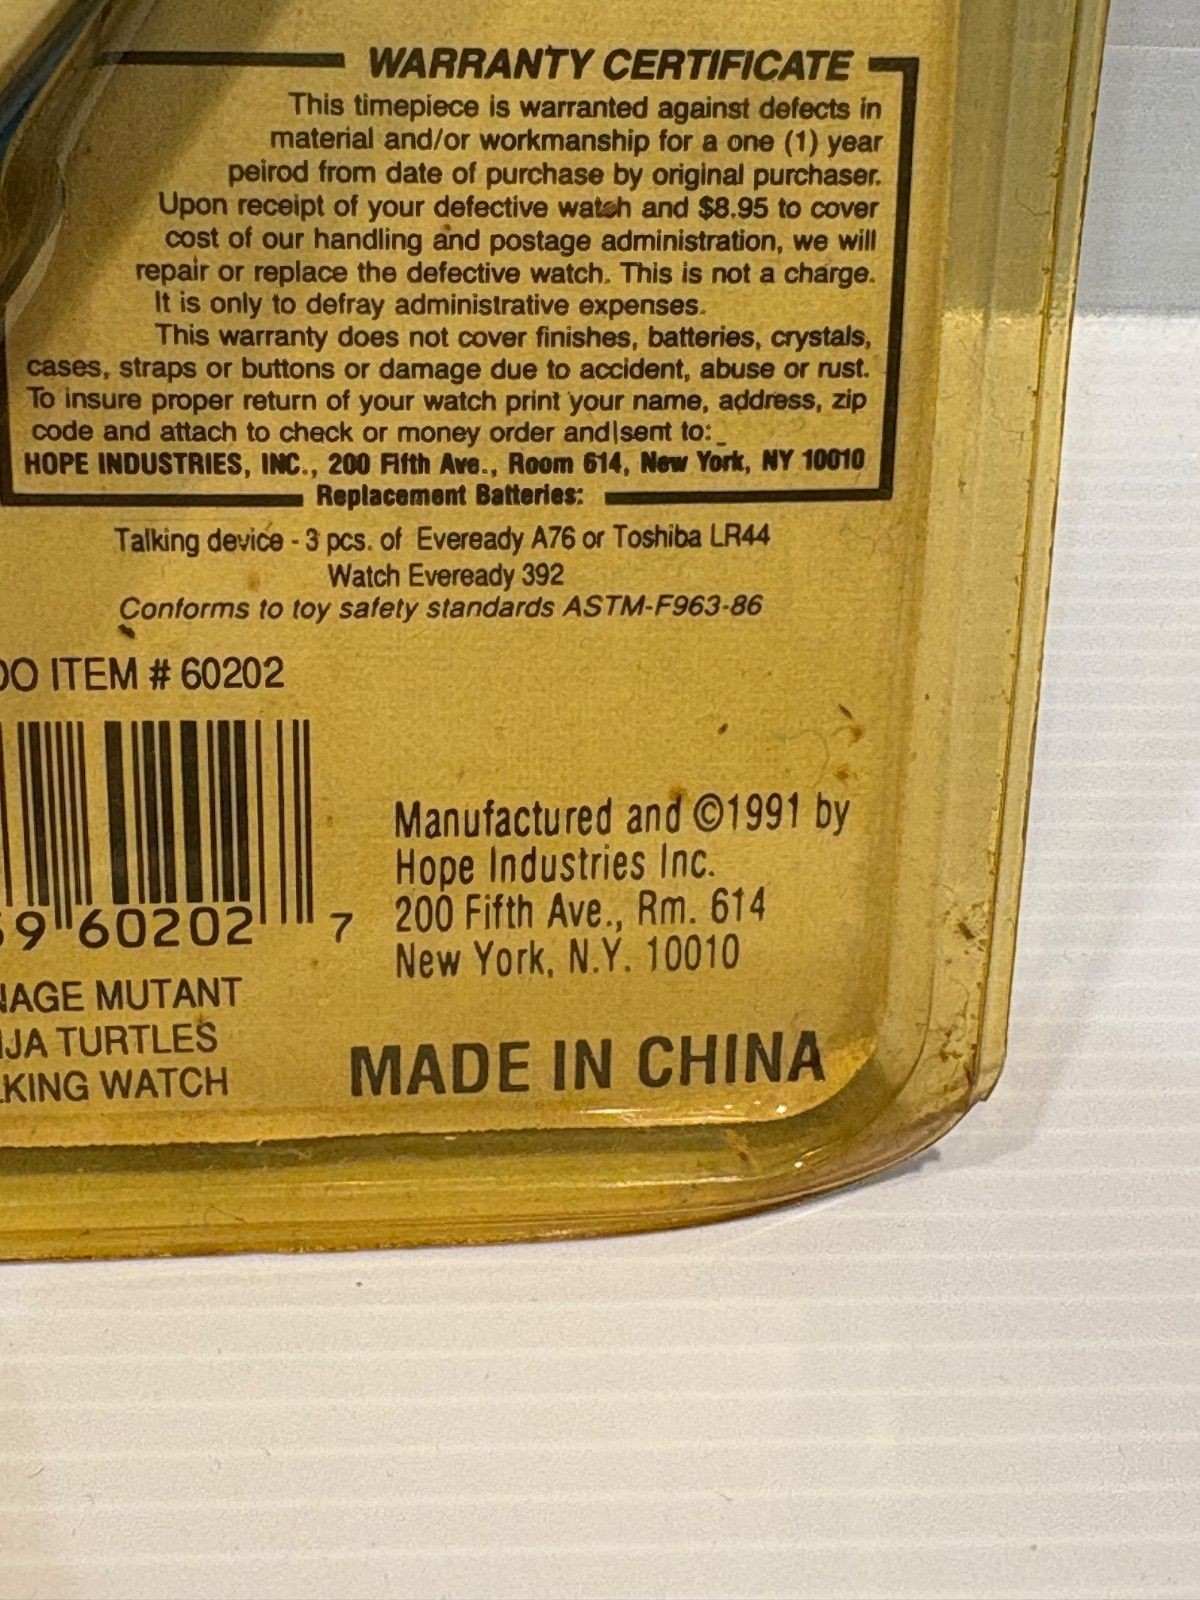 WARRANTY CERTIFICATE
This timepiece is warranted against defects in
material and/or workmanship for a one (1) year
peirod from date of purchase by original purchaser.
Upon receipt of your defective watch and $8.95 to cover
cost of our handling and postage administration, we will
repair or replace the defective watch. This is not a charge.
It is only to defray administrative expenses.
This warranty does not cover finishes, batteries, crystals,
cases, straps or buttons or damage due to accident, abuse or rust.
To insure proper return of your watch print your name, address, zip
code and attach to check or money order and sent to:
HOPE INDUSTRIES, INC., 200 Fifth Ave., Room 614, New York, NY 10010
Replacement Batteries:
Talking device - 3 pcs. of Eveready A76 or Toshiba LR44
Watch Eveready 392
Conforms to toy safety standards ASTM-F963-86
ITEM # 60202
9 60202 7
Manufactured and ©1991 by
Hope Industries Inc.
200 Fifth Ave., Rm. 614
New York, N.Y. 10010
NAGE MUTANT
JA TURTLES
KING WATCH
MADE IN CHINA